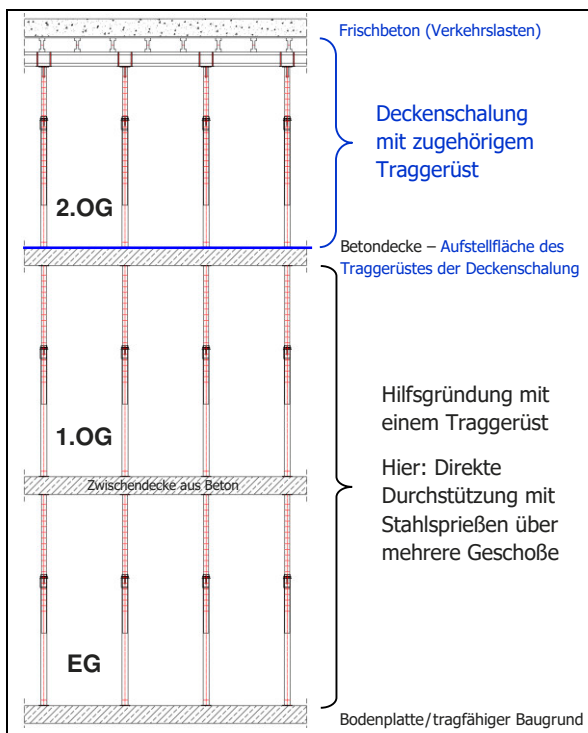 Frischbeton (Verkehrslasten)
Deckenschalung
mit zugehörigem
Traggerüst
2.OG
Betondecke – Aufstellfläche des
Traggerüstes der Deckenschalung
Hilfsgründung mit
einem Traggerüst
1.OG
Hier: Direkte
Durchstützung mit
Stahlsprießen über
mehrere Geschoße
Zwischendecke aus Beton
EG
Bodenplatte/tragfähiger Baugrund